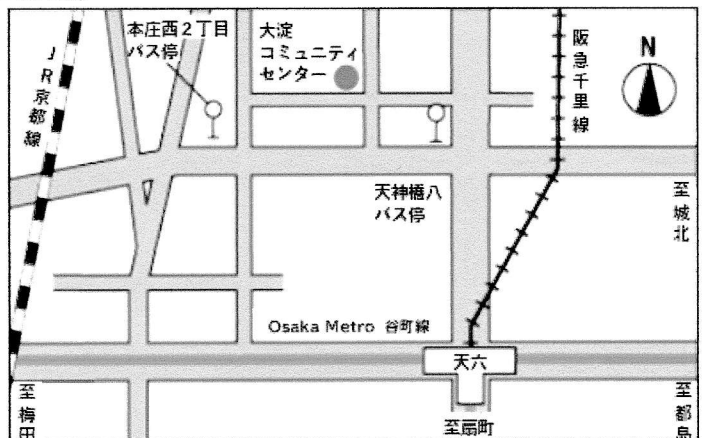 本庄西２丁目
バス停
大淀
コミュニティ
センター
阪急千里線
N
JR京都線
天神橋八
バス停
至城北
Osaka Metro 谷町線
天六
至梅田
至扇町
至都島